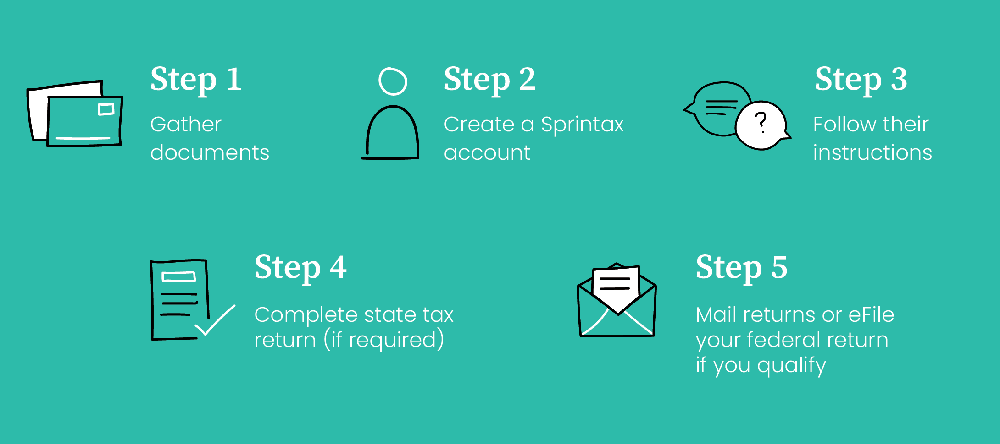 Step 1
Gather
documents
Step 2
Create a Sprintax
account
Step 3
Follow their
instructions
?
Step 4
Complete state tax
return (if required)
Step 5
Mail returns or eFile
your federal return
if you qualify